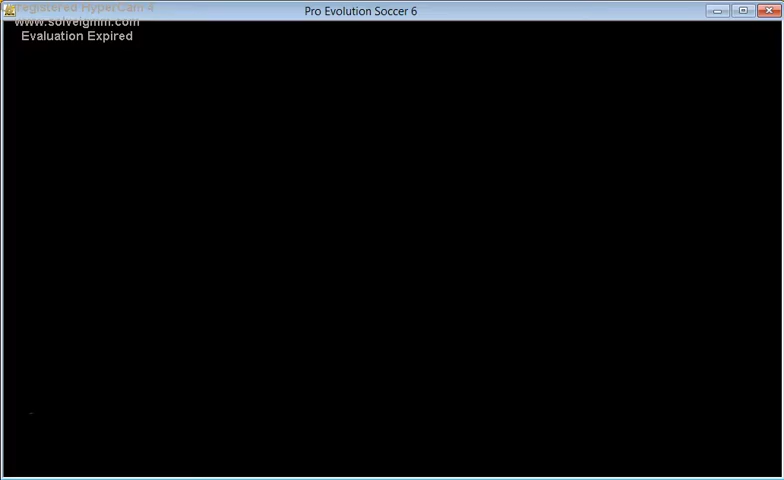 Unregistered HyperCam 4
Pro Evolution Soccer 6
www.solveigmm.com
Evaluation Expired